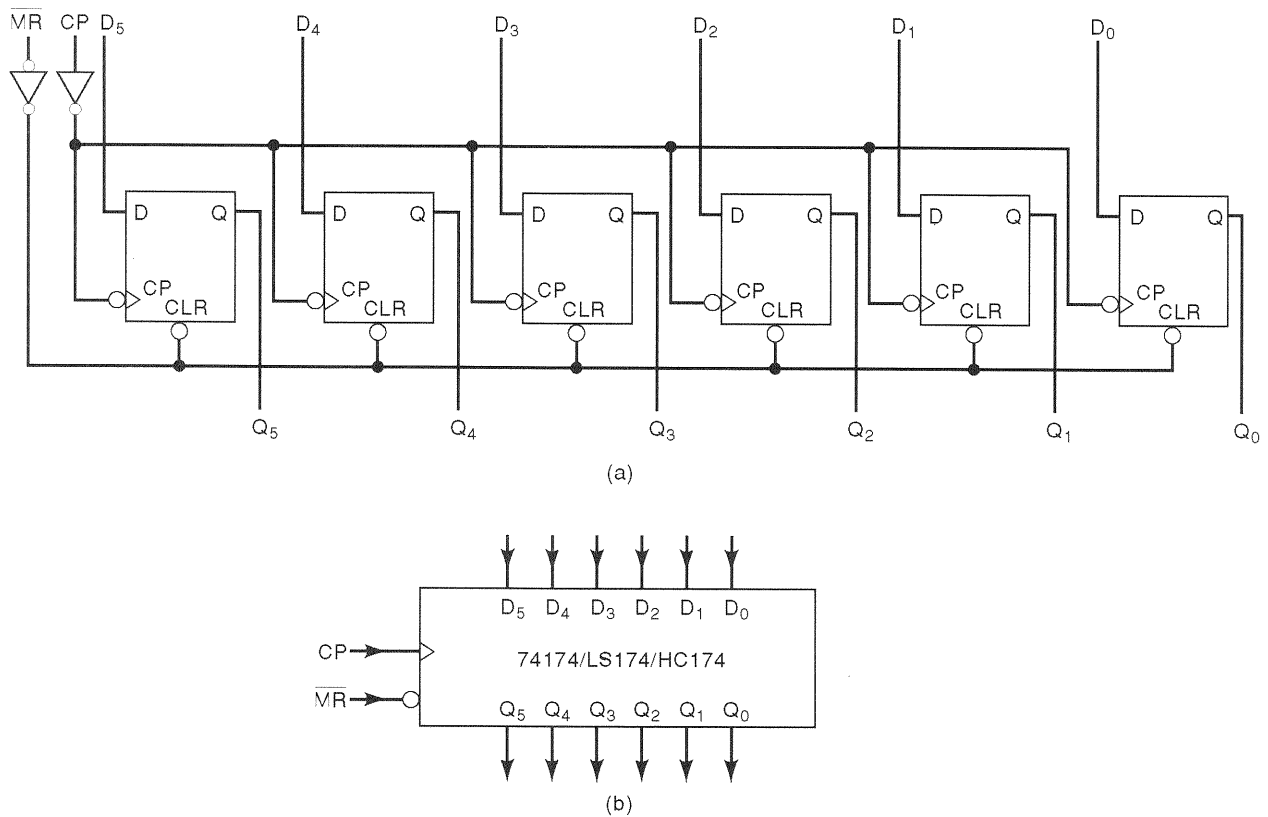 M̅R̅ CP D₅ D₄ D₃ D₂ D₁ D₀
D Q D Q D Q D Q D Q D Q
CP CP CP CP CP CP
CLR CLR CLR CLR CLR CLR
Q₅ Q₄ Q₃ Q₂ Q₁ Q₀
(a)
D₅ D₄ D₃ D₂ D₁ D₀
CP 74174/LS174/HC174
M̅R̅
Q₅ Q₄ Q₃ Q₂ Q₁ Q₀
(b)